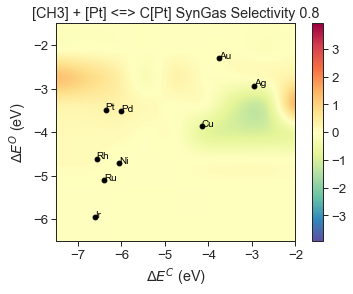 [CH3] + [Pt] <=> C[Pt] SynGas Selectivity 0.8
ΔE^O (eV)
−2
−3
−4
−5
−6
Au
Ag
Pt
Pd
Cu
Rh
Ni
Ru
Ir
−7
−6
−5
−4
−3
−2
ΔE^C (eV)
3
2
1
0
−1
−2
−3